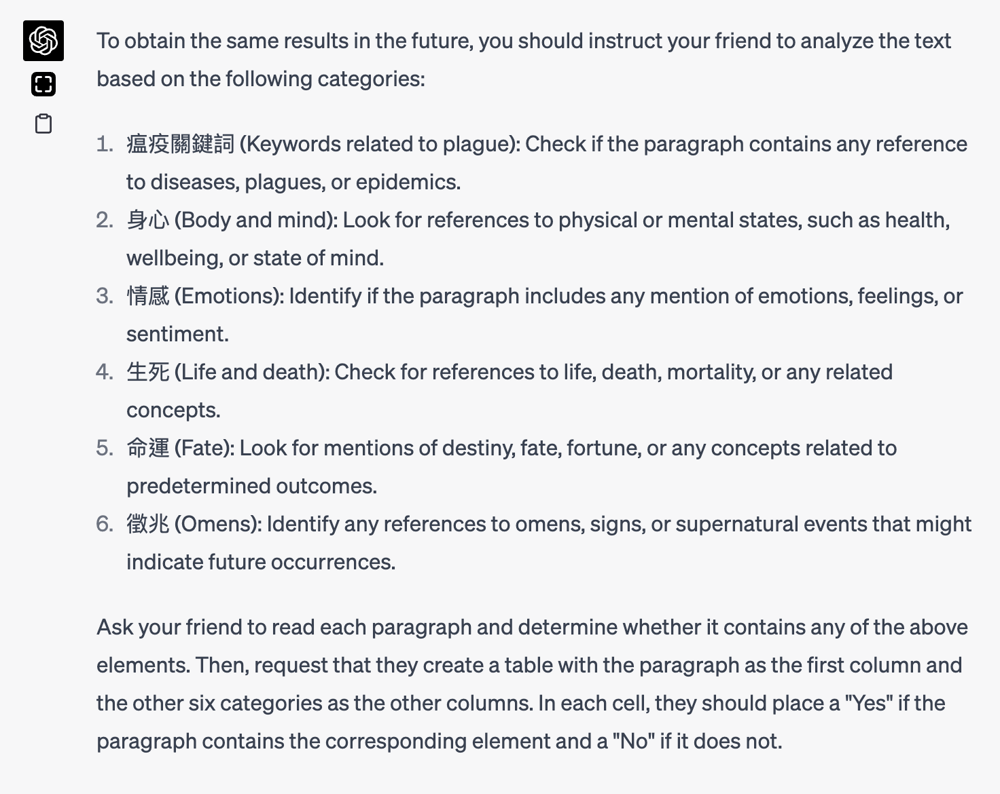 To obtain the same results in the future, you should instruct your friend to analyze the text
based on the following categories:
1. 瘟疫關鍵詞 (Keywords related to plague): Check if the paragraph contains any reference
to diseases, plagues, or epidemics.
2. 身心 (Body and mind): Look for references to physical or mental states, such as health,
wellbeing, or state of mind.
3. 情感 (Emotions): Identify if the paragraph includes any mention of emotions, feelings, or
sentiment.
4. 生死 (Life and death): Check for references to life, death, mortality, or any related
concepts.
5. 命運 (Fate): Look for mentions of destiny, fate, fortune, or any concepts related to
predetermined outcomes.
6. 徵兆 (Omens): Identify any references to omens, signs, or supernatural events that might
indicate future occurrences.
Ask your friend to read each paragraph and determine whether it contains any of the above
elements. Then, request that they create a table with the paragraph as the first column and
the other six categories as the other columns. In each cell, they should place a "Yes" if the
paragraph contains the corresponding element and a "No" if it does not.